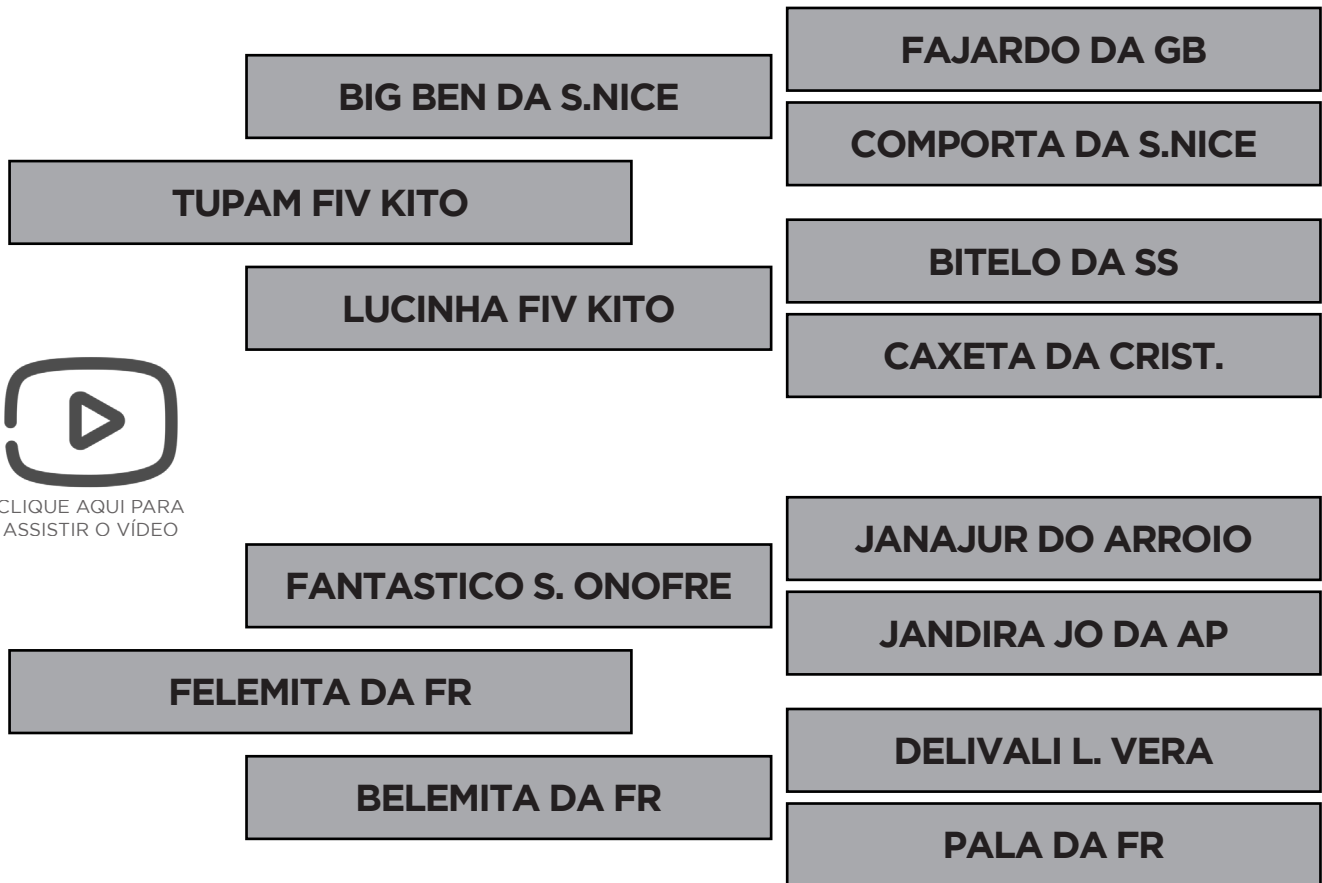 FAJARDO DA GB
BIG BEN DA S.NICE
COMPORTA DA S.NICE
TUPAM FIV KITO
BITELO DA SS
LUCINHA FIV KITO
CAXETA DA CRIST.
CLIQUE AQUI PARA
ASSISTIR O VÍDEO
JANAJUR DO ARROIO
FANTASTICO S. ONOFRE
JANDIRA JO DA AP
FELEMITA DA FR
DELIVALI L. VERA
BELEMITA DA FR
PALA DA FR